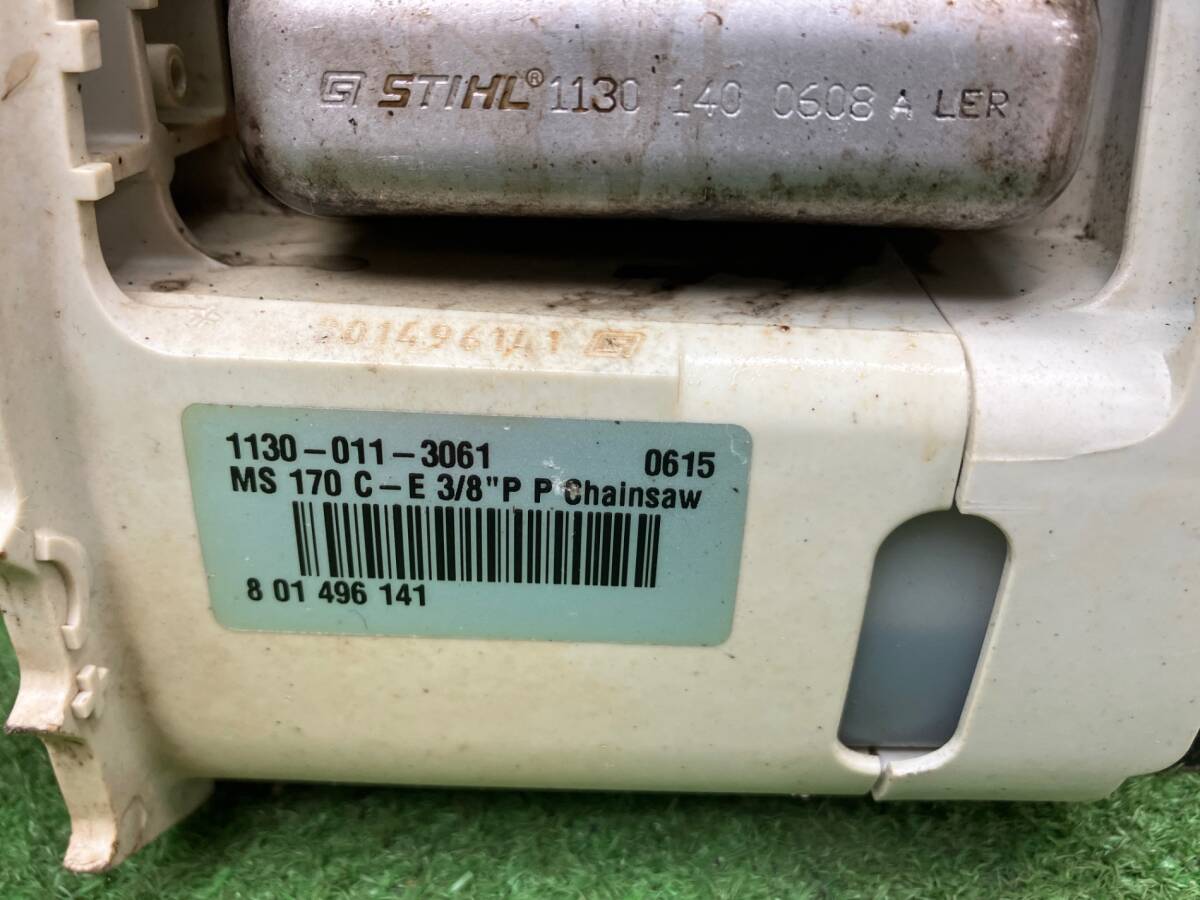 STIHL® 1130 140 0608 A LER
801496141
1130-011-3061 0615
MS 170 C-E 3/8"P P Chainsaw
8 01 496 141